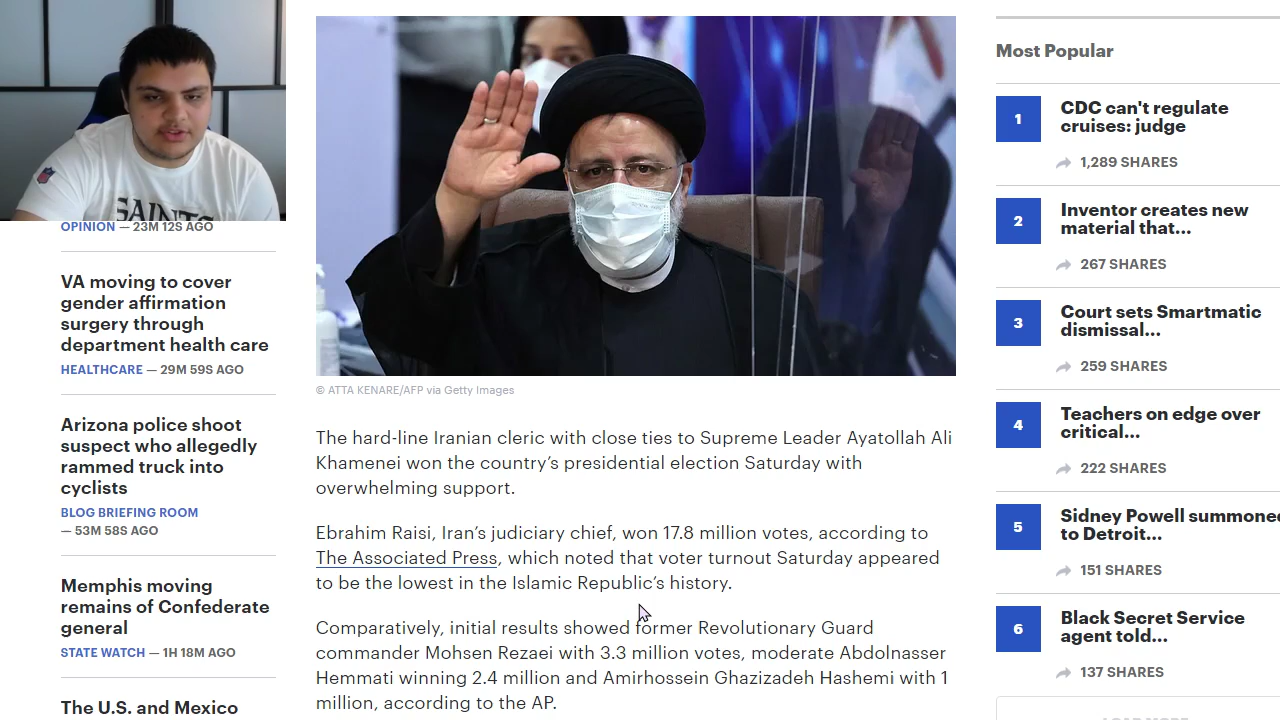 SAINTS
OPINION — 23M 12S AGO
VA moving to cover
gender affirmation
surgery through
department health care
HEALTHCARE — 29M 59S AGO
Arizona police shoot
suspect who allegedly
rammed truck into
cyclists
BLOG BRIEFING ROOM
— 53M 58S AGO
Memphis moving
remains of Confederate
general
STATE WATCH — 1H 18M AGO
The U.S. and Mexico
© ATTA KENARE/AFP via Getty Images
The hard-line Iranian cleric with close ties to Supreme Leader Ayatollah Ali
Khamenei won the country’s presidential election Saturday with
overwhelming support.
Ebrahim Raisi, Iran’s judiciary chief, won 17.8 million votes, according to
The Associated Press, which noted that voter turnout Saturday appeared
to be the lowest in the Islamic Republic’s history.
Comparatively, initial results showed former Revolutionary Guard
commander Mohsen Rezaei with 3.3 million votes, moderate Abdolnasser
Hemmati winning 2.4 million and Amirhossein Ghazizadeh Hashemi with 1
million, according to the AP.
Most Popular
1
CDC can't regulate
cruises: judge
1,289 SHARES
2
Inventor creates new
material that...
267 SHARES
3
Court sets Smartmatic
dismissal...
259 SHARES
4
Teachers on edge over
critical...
222 SHARES
5
Sidney Powell summoned
to Detroit...
151 SHARES
6
Black Secret Service
agent told...
137 SHARES
LOAD MORE